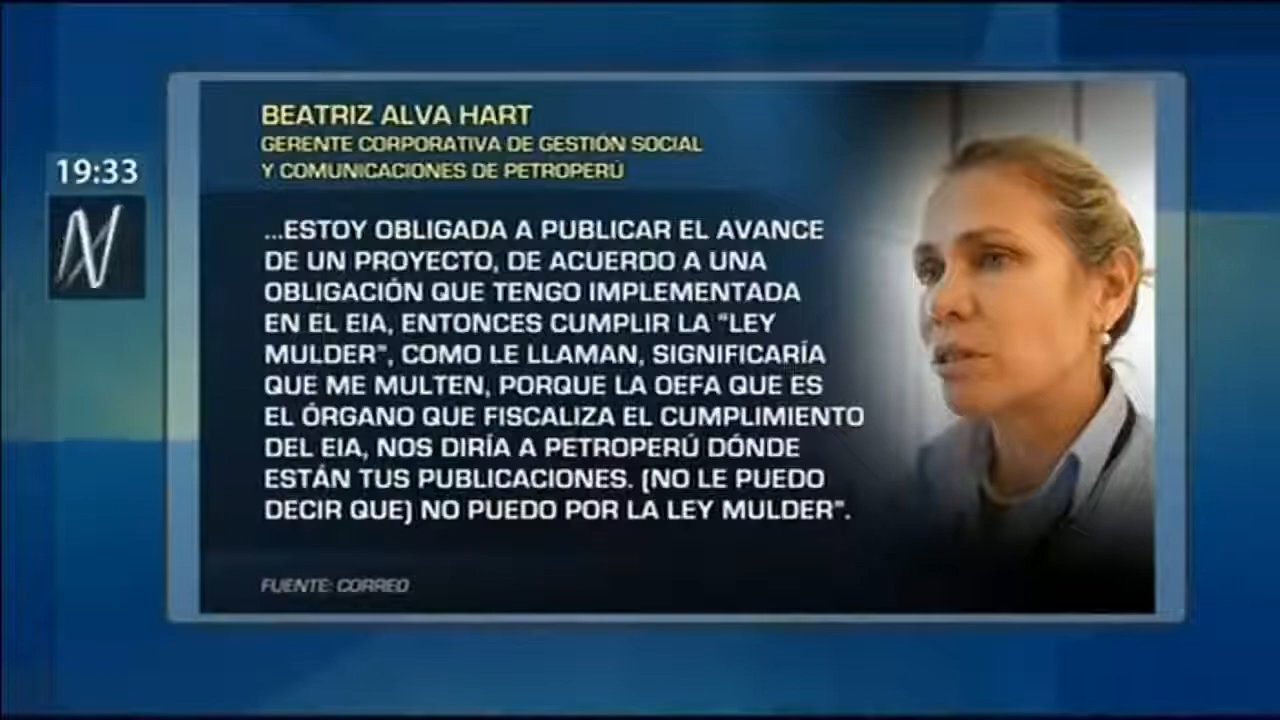 BEATRIZ ALVA HART
GERENTE CORPORATIVA DE GESTIÓN SOCIAL
Y COMUNICACIONES DE PETROPERÚ
19:33
N
...ESTOY OBLIGADA A PUBLICAR EL AVANCE
DE UN PROYECTO, DE ACUERDO A UNA
OBLIGACIÓN QUE TENGO IMPLEMENTADA
EN EL EIA, ENTONCES CUMPLIR LA "LEY
MULDER", COMO LE LLAMAN, SIGNIFICARÍA
QUE ME MULTEN, PORQUE LA OEFA QUE ES
EL ÓRGANO QUE FISCALIZA EL CUMPLIMIENTO
DEL EIA, NOS DIRÍA A PETROPERÚ DÓNDE
ESTÁN TUS PUBLICACIONES. (NO LE PUEDO
DECIR QUE) NO PUEDO POR LA LEY MULDER".
FUENTE: CORREO